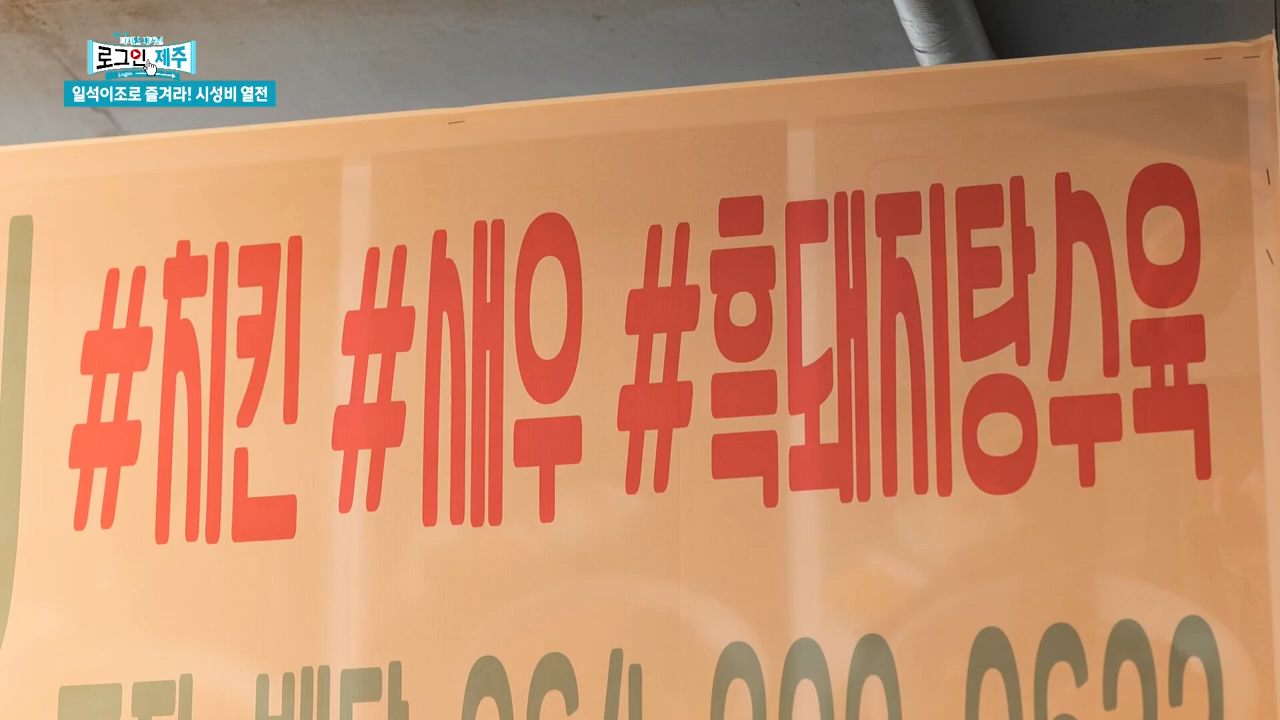 로그인 제주
Login
일석이조로 즐겨라! 시성비 열전
#치킨 #새우 #흑돼지탕수육